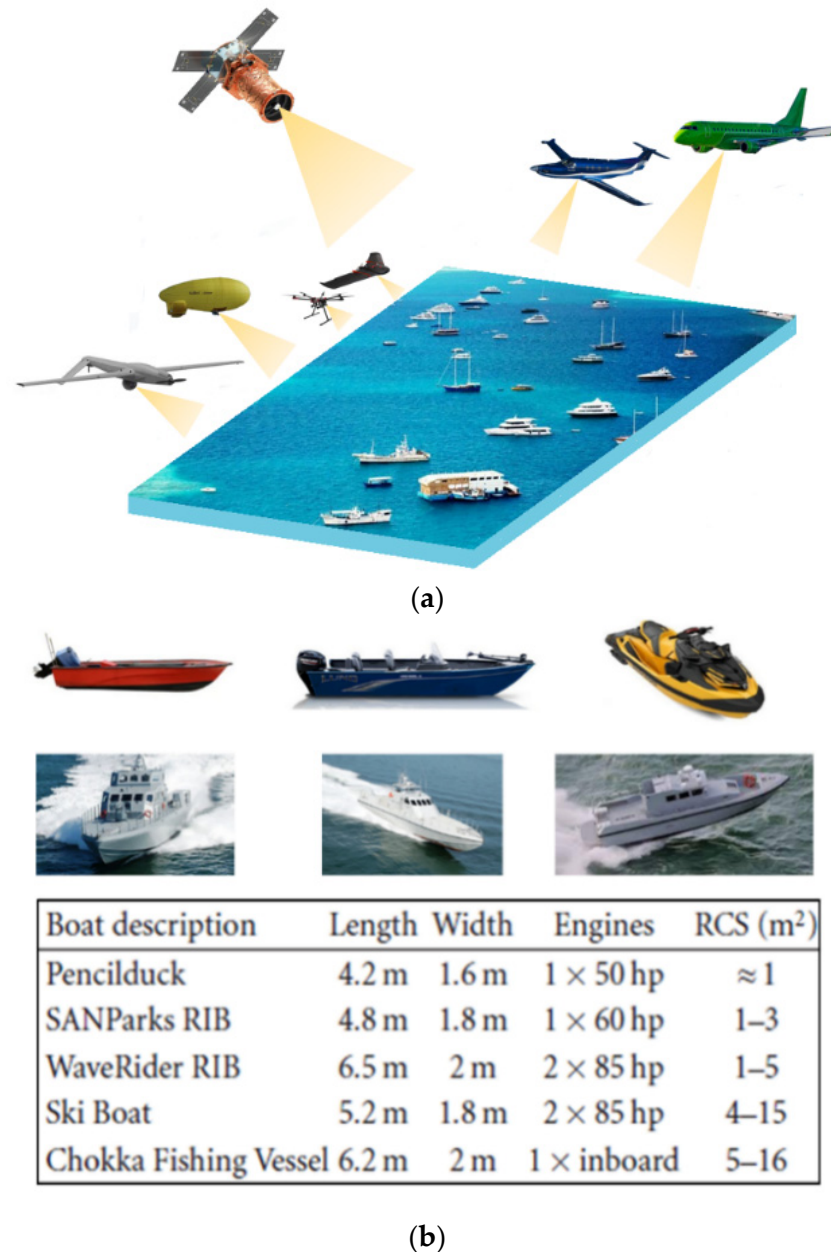 (a)
Boat description Length Width Engines RCS (m²)
Pencilduck 4.2 m 1.6 m 1 × 50 hp ≈ 1
SANParks RIB 4.8 m 1.8 m 1 × 60 hp 1–3
WaveRider RIB 6.5 m 2 m 2 × 85 hp 1–5
Ski Boat 5.2 m 1.8 m 2 × 85 hp 4–15
Chokka Fishing Vessel 6.2 m 2 m 1 × inboard 5–16
(b)